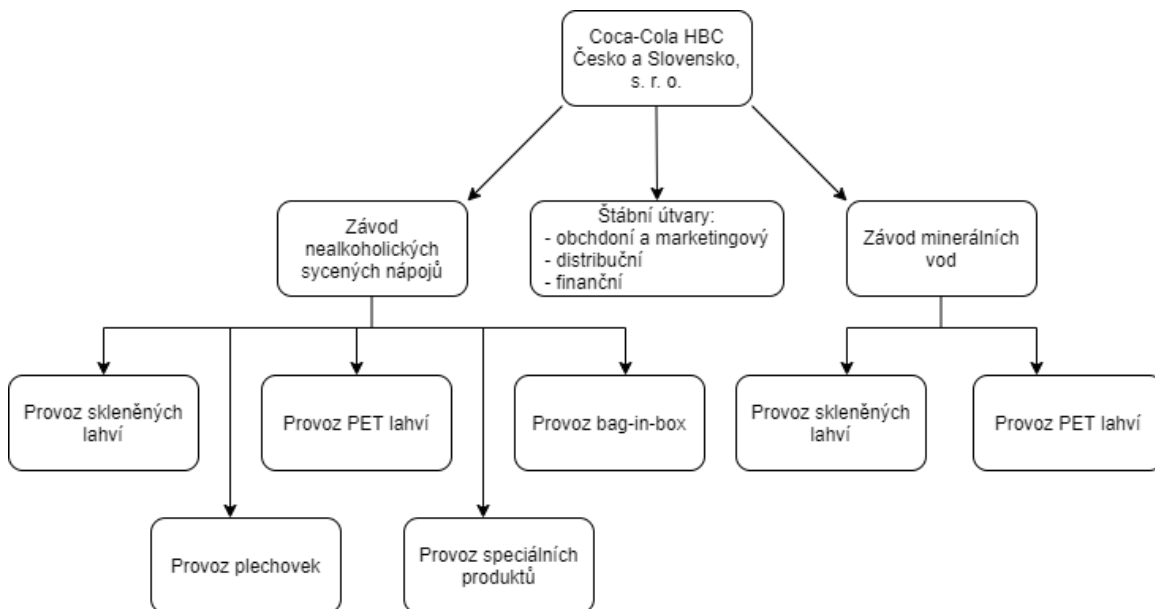 Coca-Cola HBC
Česko a Slovensko,
s. r. o.
Závod
nealkoholických
sycených nápojů
Štábní útvary:
- obchdoní a marketingový
- distribuční
- finanční
Závod minerálních
vod
Provoz skleněných
lahví
Provoz PET lahví
Provoz bag-in-box
Provoz skleněných
lahví
Provoz PET lahví
Provoz plechovek
Provoz speciálních
produktů